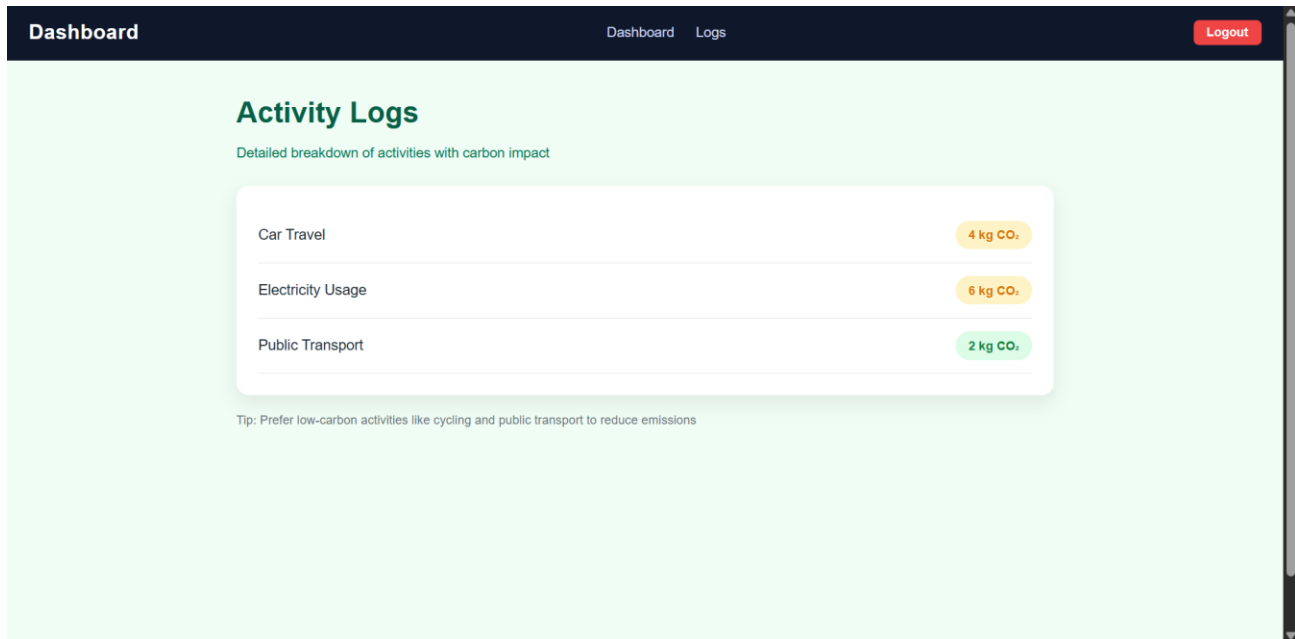 Dashboard
Dashboard Logs
Logout
Activity Logs
Detailed breakdown of activities with carbon impact
Car Travel
4 kg CO₂
Electricity Usage
6 kg CO₂
Public Transport
2 kg CO₂
Tip: Prefer low-carbon activities like cycling and public transport to reduce emissions